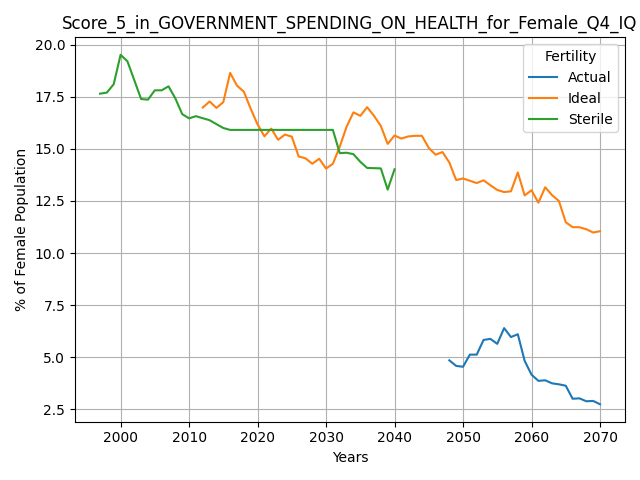 Score_5_in_GOVERNMENT_SPENDING_ON_HEALTH_for_Female_Q4_IQ
Fertility
Actual
Ideal
Sterile
% of Female Population
20.0
17.5
15.0
12.5
10.0
7.5
5.0
2.5
2000 2010 2020 2030 2040 2050 2060 2070
Years